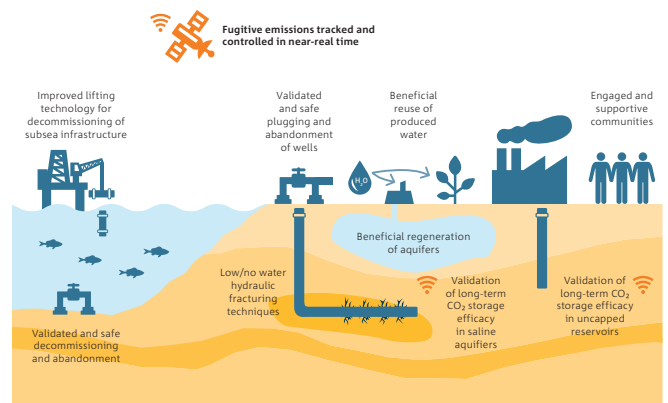 Fugitive emissions tracked and
controlled in near-real time
Improved lifting
technology for
decommissioning of
subsea infrastructure
Validated
and safe
plugging and
abandonment
of wells
Beneficial
reuse of
produced
water
Engaged and
supportive
communities
H₂O
Beneficial regeneration
of aquifers
Low/no water
hydraulic
fracturing
techniques
Validation
of long-term
CO₂ storage
efficacy
in saline
aquifers
Validation of
long-term CO₂
storage efficacy
in uncapped
reservoirs
Validated and safe
decommissioning
and abandonment